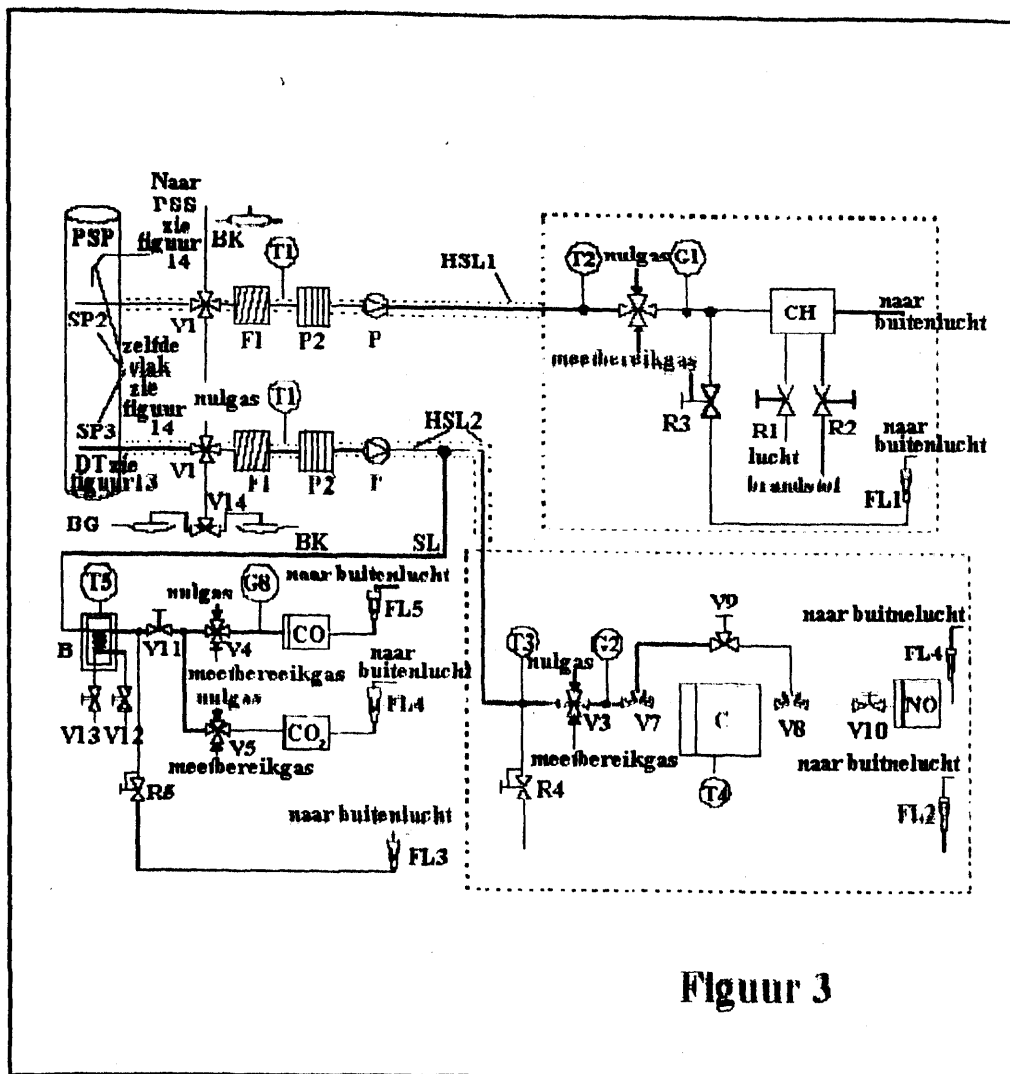 Naar
PSS
zie
figuur
14
PSP
BK
T1
SP2
V1
F1
P2
P
HSL1
zelfde
vlak
zie
figuur
14
nulgas
T1
SP3
DT zie
figuur13
V1
F1
P2
P
HSL2
V14
BG
BK
SL
T2
nulgas
G1
CH
naar
buitenlucht
meetbereikgas
R3
R1
R2
lucht
brandstof
naar
buitenlucht
FL1
naar buitenlucht
T5
nulgas
G8
FL5
CO
B
V11
V4
meetbereikgas
nulgas
naar
buitenlucht
FL4
CO2
V13
V12
V5
meetbereikgas
R5
naar buitenlucht
FL3
V9
naar buitnelucht
T3
nulgas
G2
FL4
V3
V7
C
V8
V10
NO
meetbereikgas
R4
T4
naar buitnelucht
FL2
Figuur 3